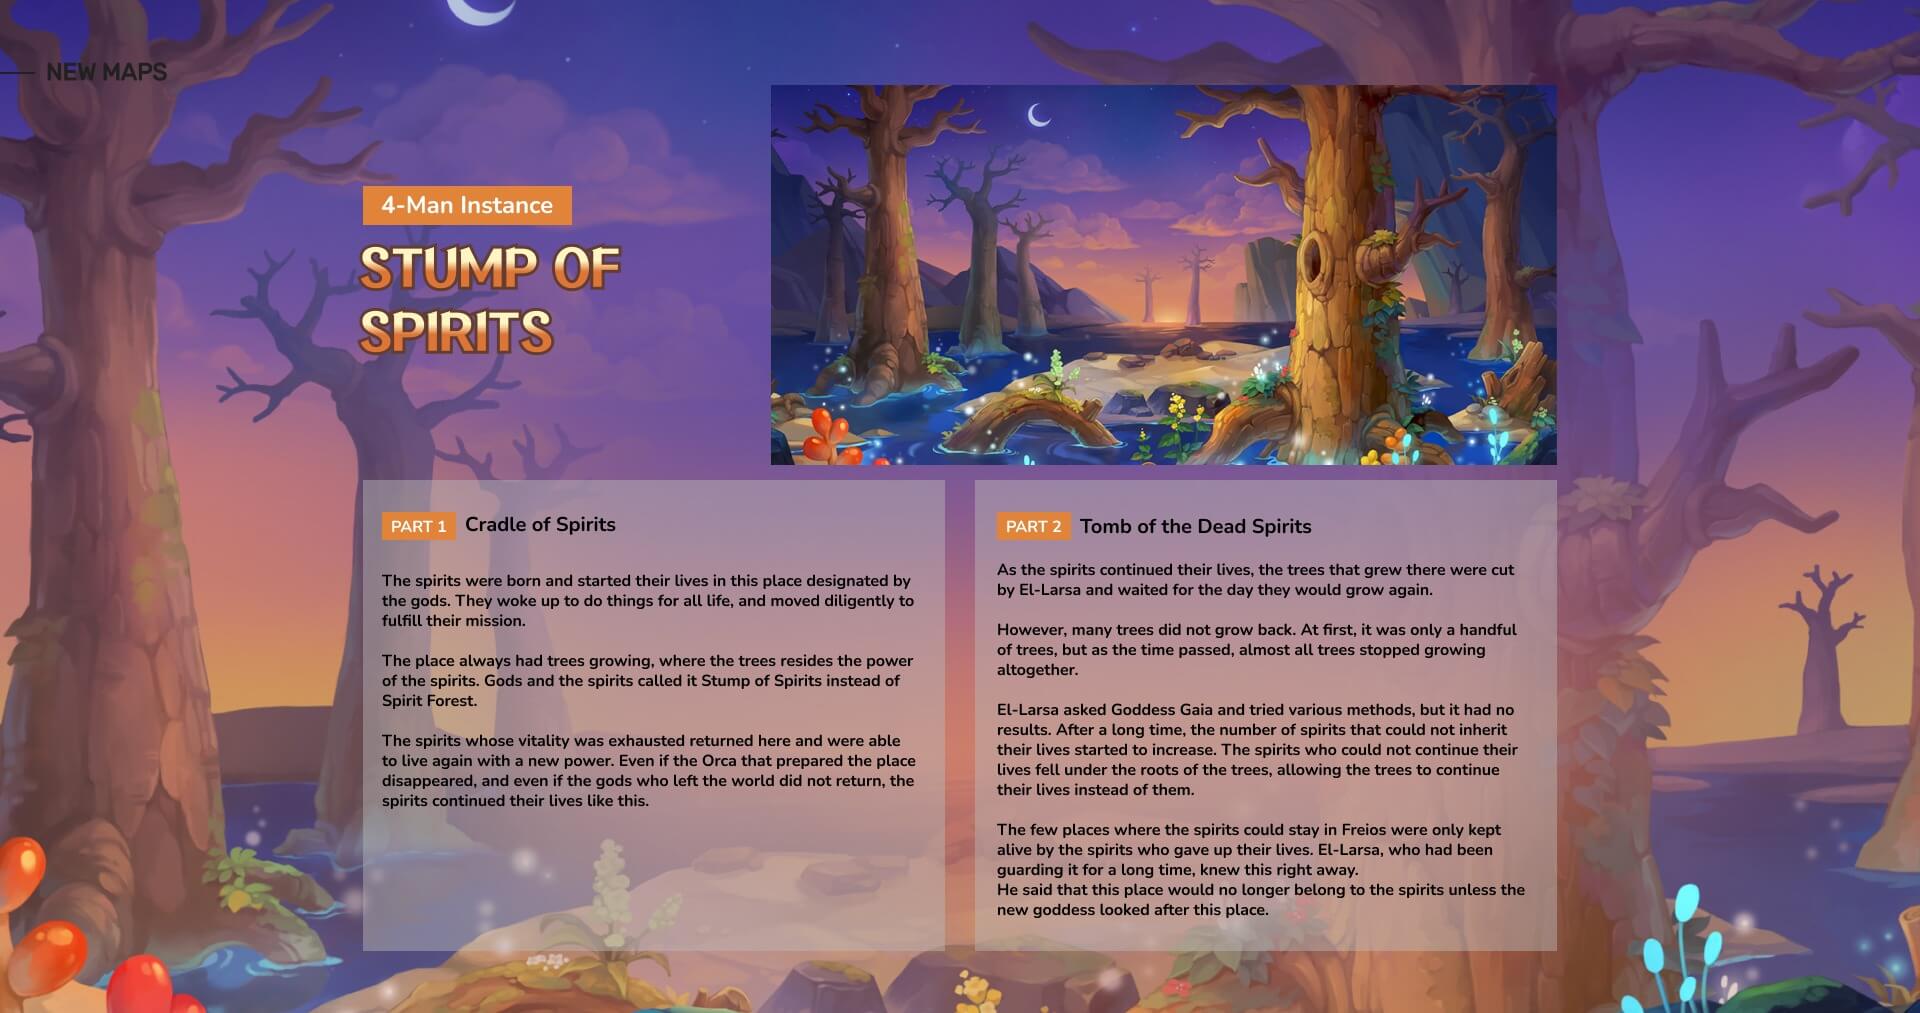 NEW MAPS
4-Man Instance
STUMP OF
SPIRITS
PART 1 Cradle of Spirits
The spirits were born and started their lives in this place designated by
the gods. They woke up to do things for all life, and moved diligently to
fulfill their mission.
The place always had trees growing, where the trees resides the power
of the spirits. Gods and the spirits called it Stump of Spirits instead of
Spirit Forest.
The spirits whose vitality was exhausted returned here and were able
to live again with a new power. Even if the Orca that prepared the place
disappeared, and even if the gods who left the world did not return, the
spirits continued their lives like this.
PART 2 Tomb of the Dead Spirits
As the spirits continued their lives, the trees that grew there were cut
by El-Larsa and waited for the day they would grow again.
However, many trees did not grow back. At first, it was only a handful
of trees, but as the time passed, almost all trees stopped growing
altogether.
El-Larsa asked Goddess Gaia and tried various methods, but it had no
results. After a long time, the number of spirits that could not inherit
their lives started to increase. The spirits who could not continue their
lives fell under the roots of the trees, allowing the trees to continue
their lives instead of them.
The few places where the spirits could stay in Freios were only kept
alive by the spirits who gave up their lives. El-Larsa, who had been
guarding it for a long time, knew this right away.
He said that this place would no longer belong to the spirits unless the
new goddess looked after this place.